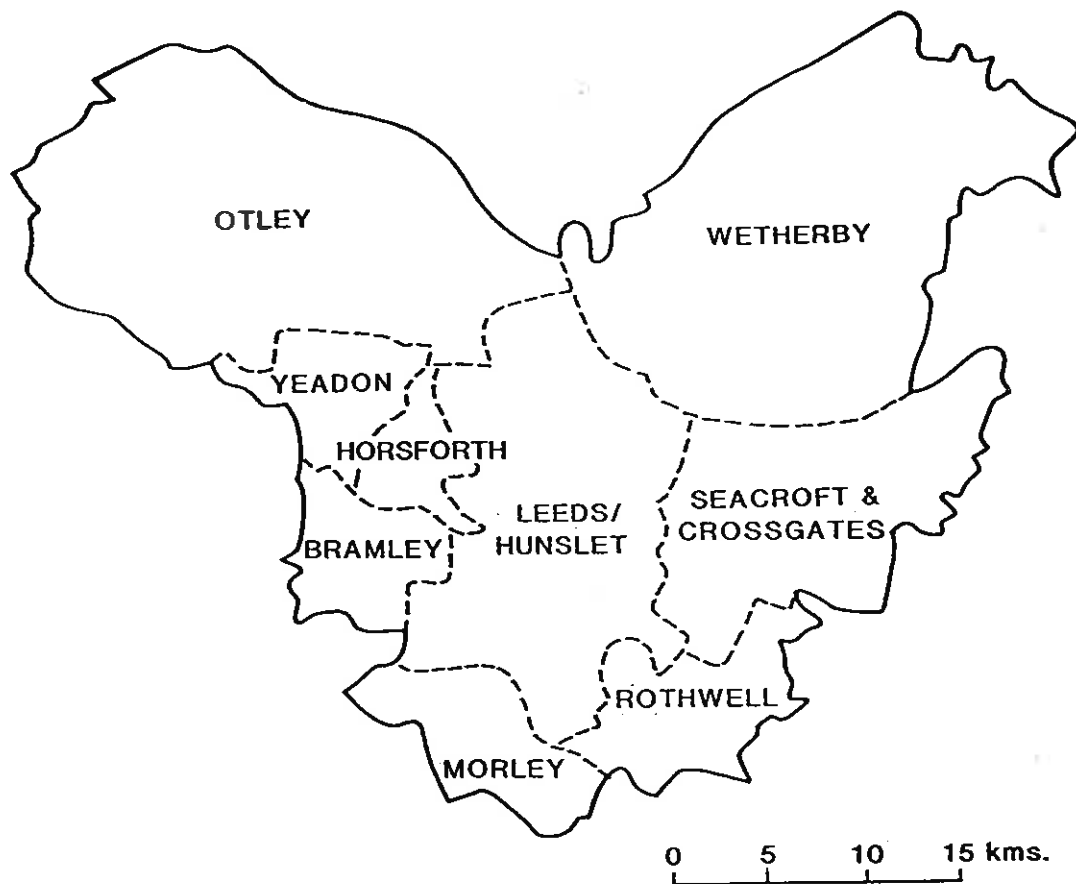 OTLEY
WETHERBY
YEADON
HORSFORTH
LEEDS/
HUNSLET
SEACROFT &
CROSSGATES
BRAMLEY
ROTHWELL
MORLEY
0 5 10 15 kms.